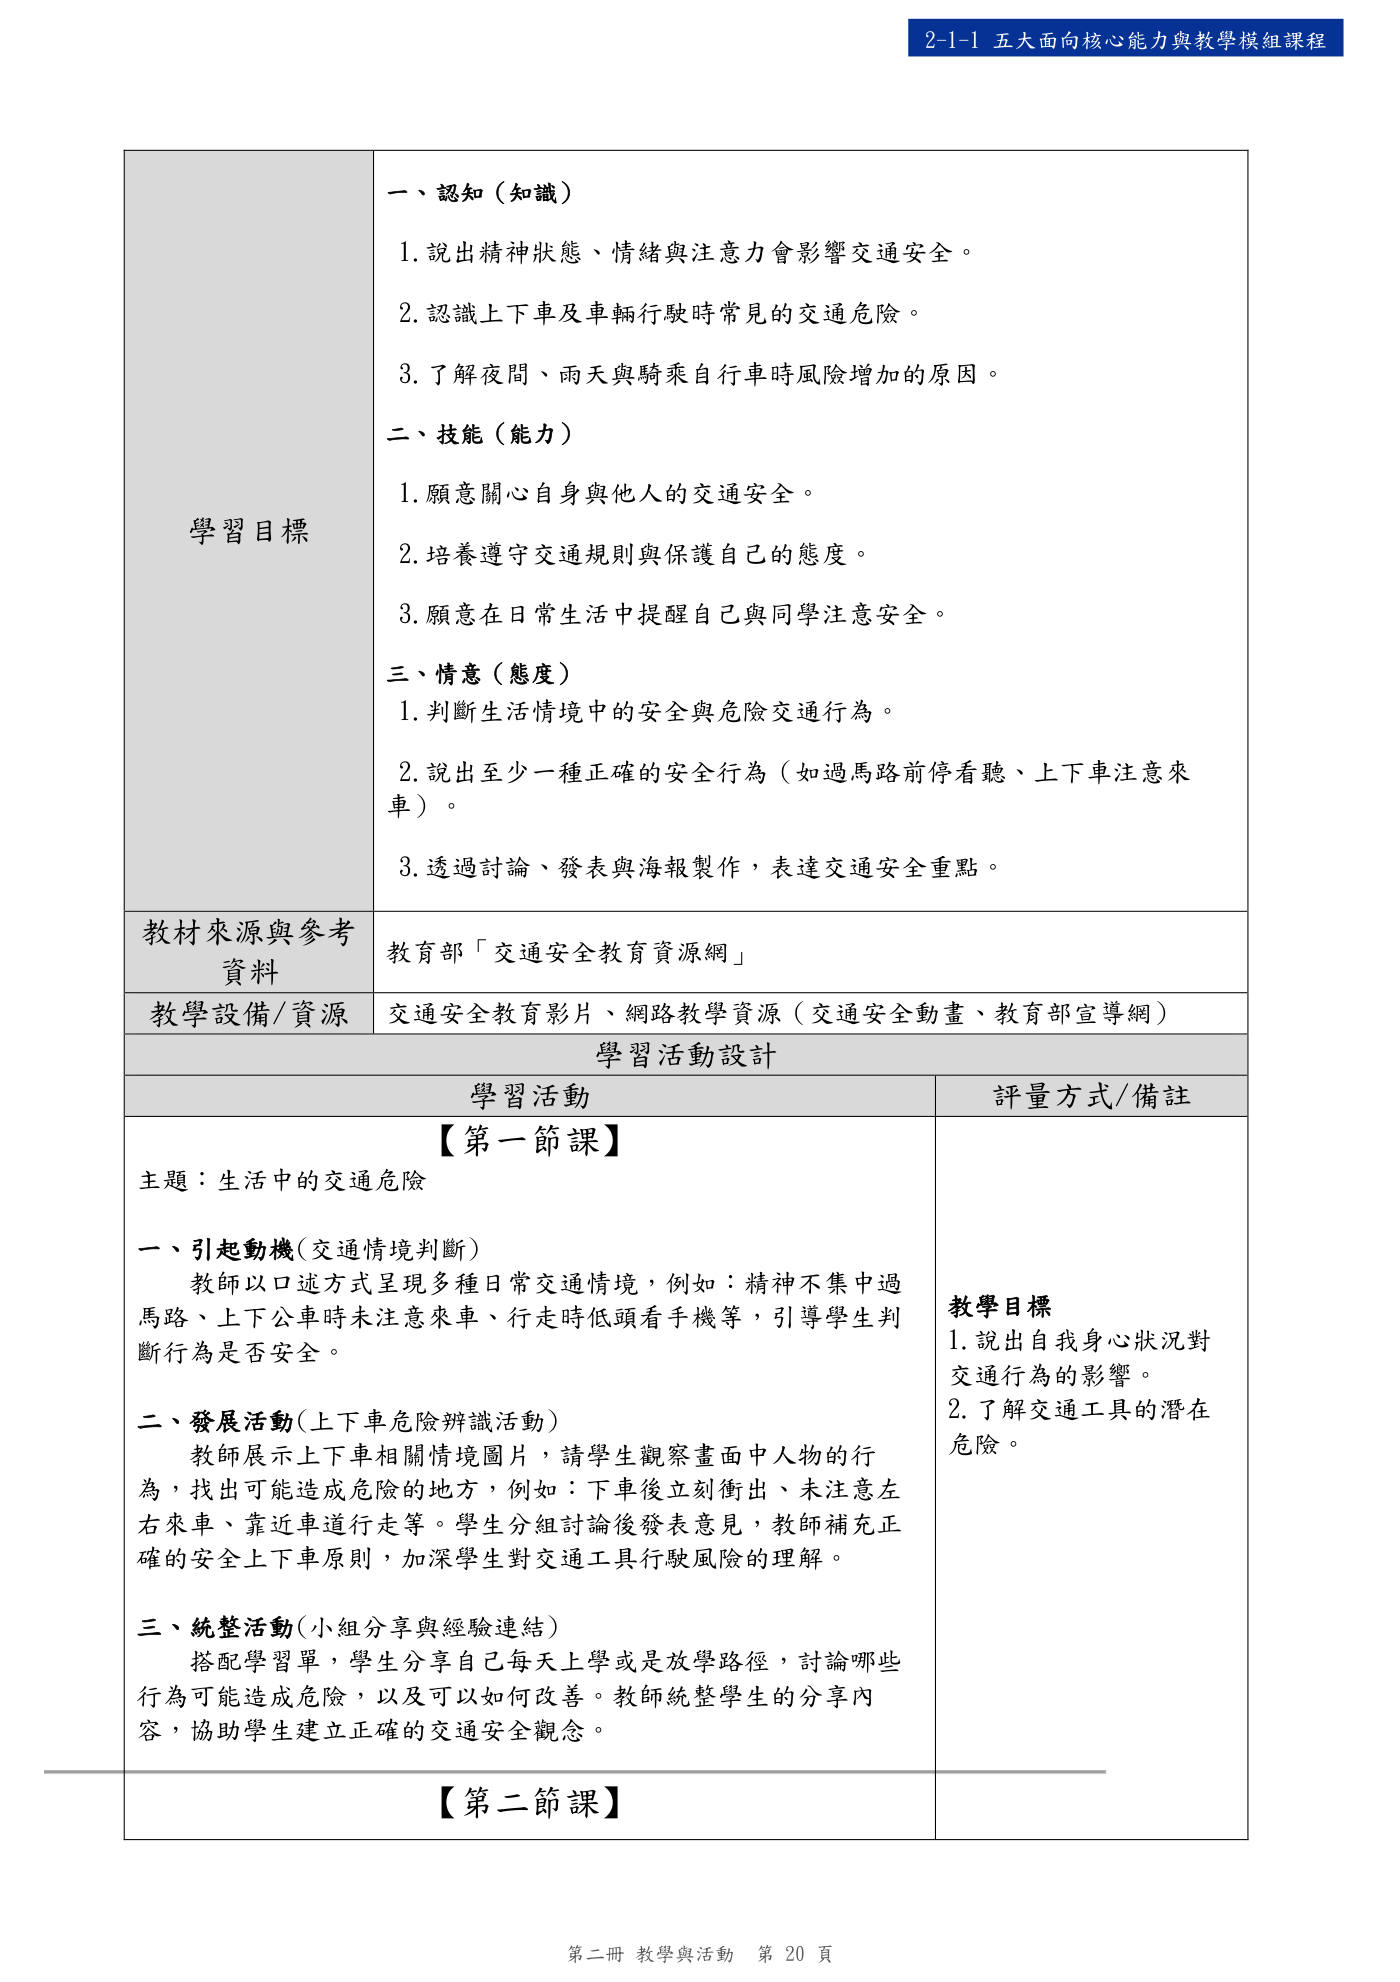 2-1-1 五大面向核心能力與教學模組課程
學習目標
一、認知（知識）
1.說出精神狀態、情緒與注意力會影響交通安全。
2.認識上下車及車輛行駛時常見的交通危險。
3.了解夜間、雨天與騎乘自行車時風險增加的原因。
二、技能（能力）
1.願意關心自身與他人的交通安全。
2.培養遵守交通規則與保護自己的態度。
3.願意在日常生活中提醒自己與同學注意安全。
三、情意（態度）
1.判斷生活情境中的安全與危險交通行為。
2.說出至少一種正確的安全行為（如過馬路前停看聽、上下車注意來
車）。
3.透過討論、發表與海報製作，表達交通安全重點。
教材來源與參考
資料
教育部「交通安全教育資源網」
教學設備/資源
交通安全教育影片、網路教學資源（交通安全動畫、教育部宣導網）
學習活動設計
學習活動
評量方式/備註
【第一節課】
主題：生活中的交通危險
一、引起動機(交通情境判斷)
教師以口述方式呈現多種日常交通情境，例如：精神不集中過
馬路、上下公車時未注意來車、行走時低頭看手機等，引導學生判
斷行為是否安全。
二、發展活動(上下車危險辨識活動)
教師展示上下車相關情境圖片，請學生觀察畫面中人物的行
為，找出可能造成危險的地方，例如：下車後立刻衝出、未注意左
右來車、靠近車道行走等。學生分組討論後發表意見，教師補充正
確的安全上下車原則，加深學生對交通工具行駛風險的理解。
三、統整活動(小組分享與經驗連結)
搭配學習單，學生分享自己每天上學或是放學路徑，討論哪些
行為可能造成危險，以及可以如何改善。教師統整學生的分享內
容，協助學生建立正確的交通安全觀念。
【第二節課】
教學目標
1.說出自我身心狀況對
交通行為的影響。
2.了解交通工具的潛在
危險。
第二冊 教學與活動 第 20 頁